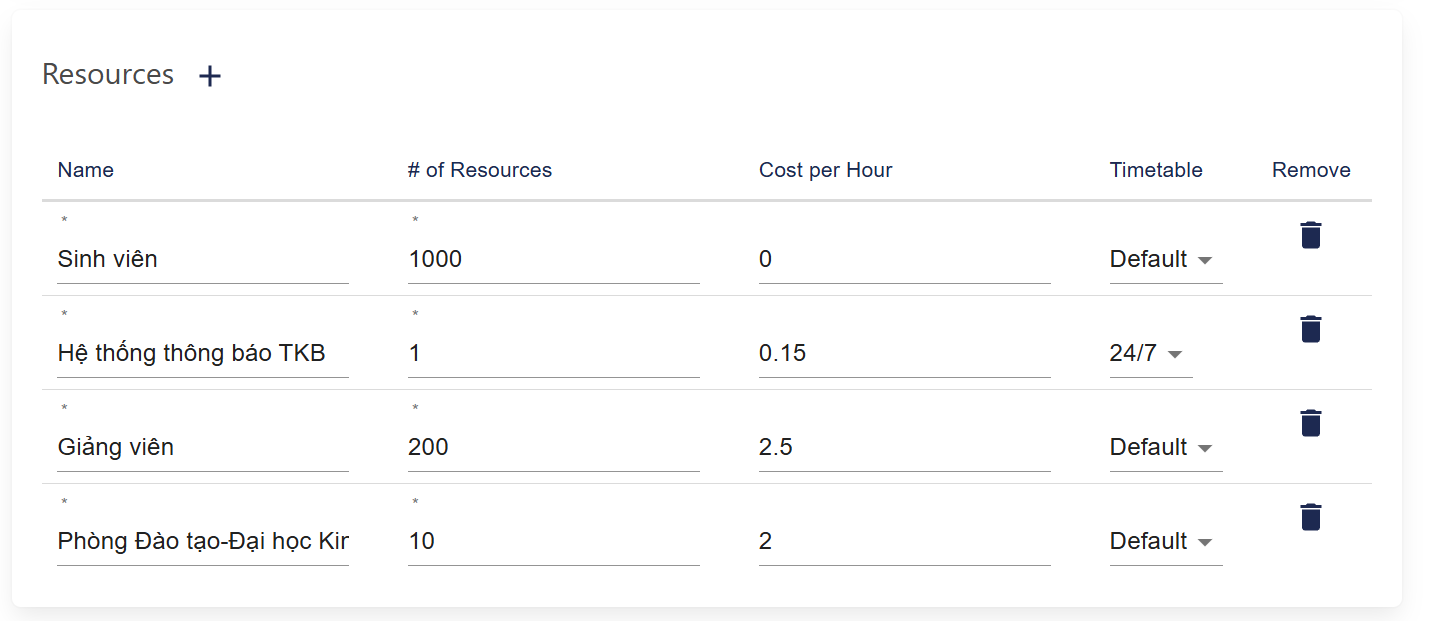 Resources +
Name # of Resources Cost per Hour Timetable Remove
* *
Sinh viên 1000 0 Default
* *
Hệ thống thông báo TKB 1 0.15 24/7
* *
Giảng viên 200 2.5 Default
* *
Phòng Đào tạo-Đại học Kir 10 2 Default